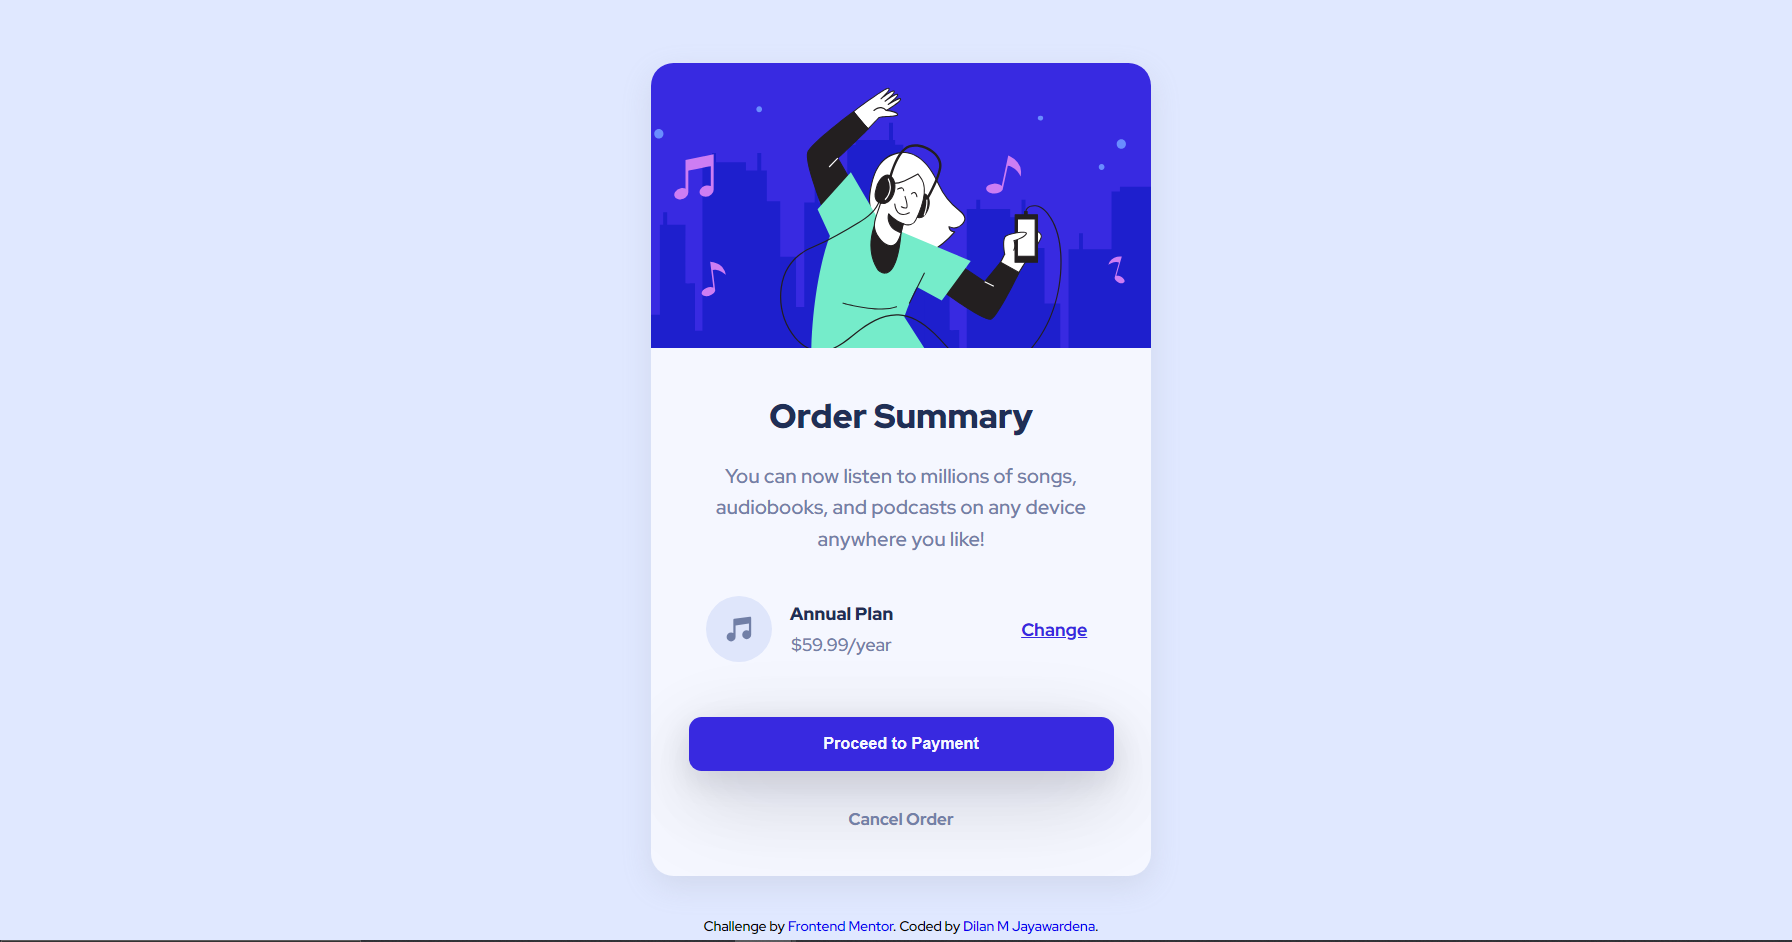 Order Summary
You can now listen to millions of songs,
audiobooks, and podcasts on any device
anywhere you like!
Annual Plan
$59.99/year
Change
Proceed to Payment
Cancel Order
Challenge by Frontend Mentor. Coded by Dilan M Jayawardena.